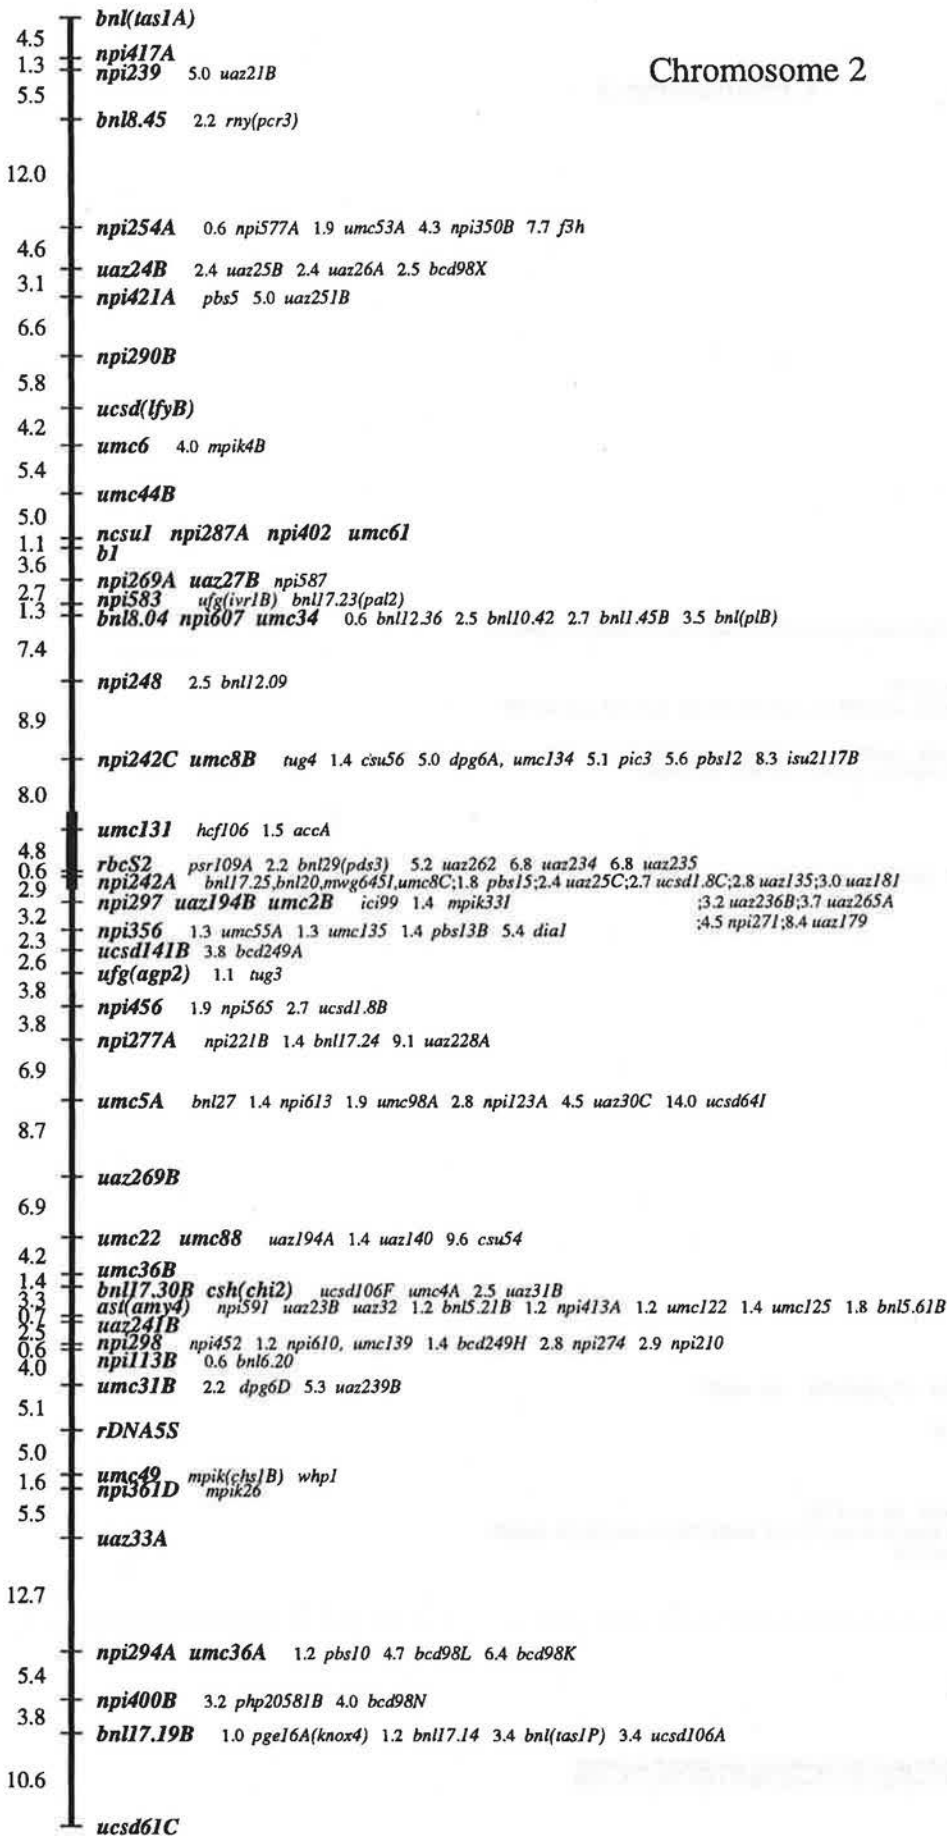 Chromosome 2
bnl(tas1A)
4.5
npi417A
1.3
npi239 5.0 uaz21B
5.5
bnl8.45 2.2 rny(pcr3)
12.0
npi254A 0.6 npi577A 1.9 umc53A 4.3 npi350B 7.7 f3h
4.6
uaz24B 2.4 uaz25B 2.4 uaz26A 2.5 bcd98X
3.1
npi421A pbs5 5.0 uaz251B
6.6
npi290B
5.8
ucsd(lfyB)
4.2
umc6 4.0 mpik4B
5.4
umc44B
5.0
ncsu1 npi287A npi402 umc61
1.1
b1
3.6
npi269A uaz27B npi587
2.7
npi583 ufg(ivr1B) bnl17.23(pal2)
1.3
bnl8.04 npi607 umc34 0.6 bnl12.36 2.5 bnl10.42 2.7 bnl1.45B 3.5 bnl(plB)
7.4
npi248 2.5 bnl12.09
8.9
npi242C umc8B tug4 1.4 csu56 5.0 dpg6A, umc134 5.1 pic3 5.6 pbs12 8.3 isu2117B
8.0
umc131 hcf106 1.5 accA
4.8
rbcS2 psr109A 2.2 bnl29(pds3) 5.2 uaz262 6.8 uaz234 6.8 uaz235
0.6
npi242A bnl17.25,bnl20,mwg645I,umc8C;1.8 pbs15;2.4 uaz25C;2.7 ucsd1.8C;2.8 uaz135;3.0 uaz181
2.9
npi297 uaz194B umc2B ici99 1.4 mpik33I ;3.2 uaz236B;3.7 uaz265A
3.2
npi356 1.3 umc55A 1.3 umc135 1.4 pbs13B 5.4 dia1 ;4.5 npi271;8.4 uaz179
2.3
ucsd141B 3.8 bcd249A
2.6
ufg(agp2) 1.1 tug3
3.8
npi456 1.9 npi565 2.7 ucsd1.8B
3.8
npi277A npi221B 1.4 bnl17.24 9.1 uaz228A
6.9
umc5A bnl27 1.4 npi613 1.9 umc98A 2.8 npi123A 4.5 uaz30C 14.0 ucsd64I
8.7
uaz269B
6.9
umc22 umc88 uaz194A 1.4 uaz140 9.6 csu54
4.2
umc36B
1.4
bnl17.30B csh(chi2) ucsd106F umc4A 2.5 uaz31B
3.3
ast(amy4) npi591 uaz23B uaz32 1.2 bnl5.21B 1.2 npi413A 1.2 umc122 1.4 umc125 1.8 bnl5.61B
0.7
uaz241B
2.5
npi298 npi452 1.2 npi610, umc139 1.4 bcd249H 2.8 npi274 2.9 npi210
0.6
npi113B 0.6 bnl6.20
4.0
umc31B 2.2 dpg6D 5.3 uaz239B
5.1
rDNA5S
5.0
umc49 mpik(chs1B) whp1
1.6
npi361D mpik26
5.5
uaz33A
12.7
npi294A umc36A 1.2 pbs10 4.7 bcd98L 6.4 bcd98K
5.4
npi400B 3.2 php20581B 4.0 bcd98N
3.8
bnl17.19B 1.0 pge16A(knox4) 1.2 bnl17.14 3.4 bnl(tas1P) 3.4 ucsd106A
10.6
ucsd61C